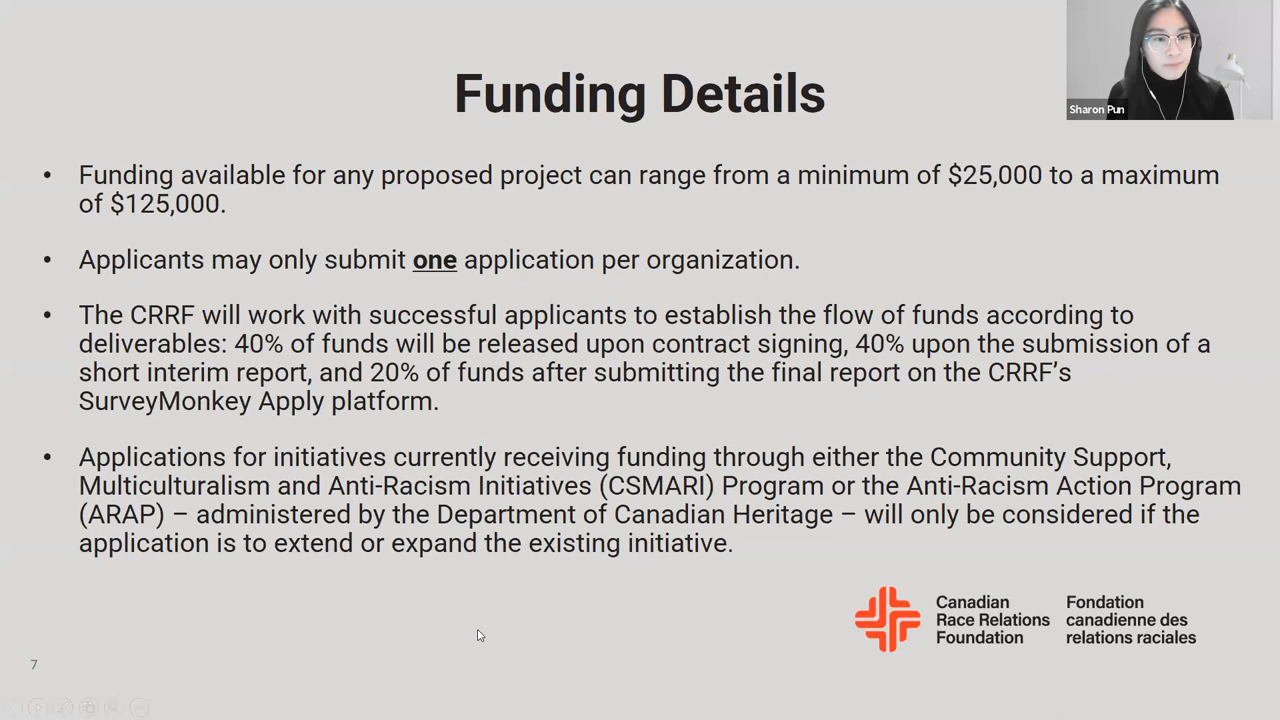 Funding Details
Sharon Pun
• Funding available for any proposed project can range from a minimum of $25,000 to a maximum
of $125,000.
• Applicants may only submit one application per organization.
• The CRRF will work with successful applicants to establish the flow of funds according to
deliverables: 40% of funds will be released upon contract signing, 40% upon the submission of a
short interim report, and 20% of funds after submitting the final report on the CRRF’s
SurveyMonkey Apply platform.
• Applications for initiatives currently receiving funding through either the Community Support,
Multiculturalism and Anti-Racism Initiatives (CSMARI) Program or the Anti-Racism Action Program
(ARAP) – administered by the Department of Canadian Heritage – will only be considered if the
application is to extend or expand the existing initiative.
Canadian
Race Relations
Foundation
Fondation
canadienne des
relations raciales
7